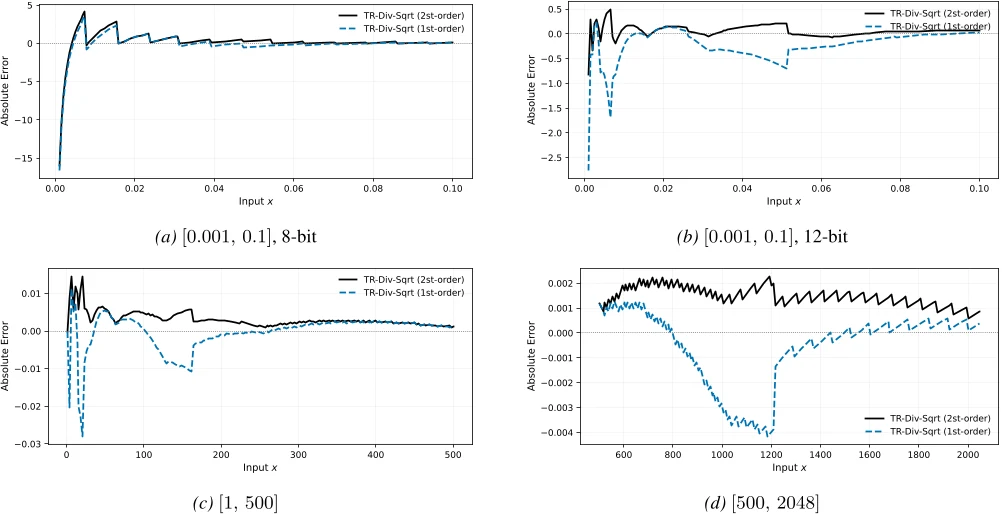 5
0
−5
−10
−15
Absolute Error
0.00
0.02
0.04
0.06
0.08
0.10
Input x
TR-Div-Sqrt (2st-order)
TR-Div-Sqrt (1st-order)
(a) [0.001, 0.1], 8-bit
0.5
0.0
−0.5
−1.0
−1.5
−2.0
−2.5
Absolute Error
0.00
0.02
0.04
0.06
0.08
0.10
Input x
TR-Div-Sqrt (2st-order)
TR-Div-Sqrt (1st-order)
(b) [0.001, 0.1], 12-bit
0.01
0.00
−0.01
−0.02
−0.03
Absolute Error
0
100
200
300
400
500
Input x
TR-Div-Sqrt (2st-order)
TR-Div-Sqrt (1st-order)
(c) [1, 500]
0.002
0.001
0.000
−0.001
−0.002
−0.003
−0.004
Absolute Error
600
800
1000
1200
1400
1600
1800
2000
Input x
TR-Div-Sqrt (2st-order)
TR-Div-Sqrt (1st-order)
(d) [500, 2048]